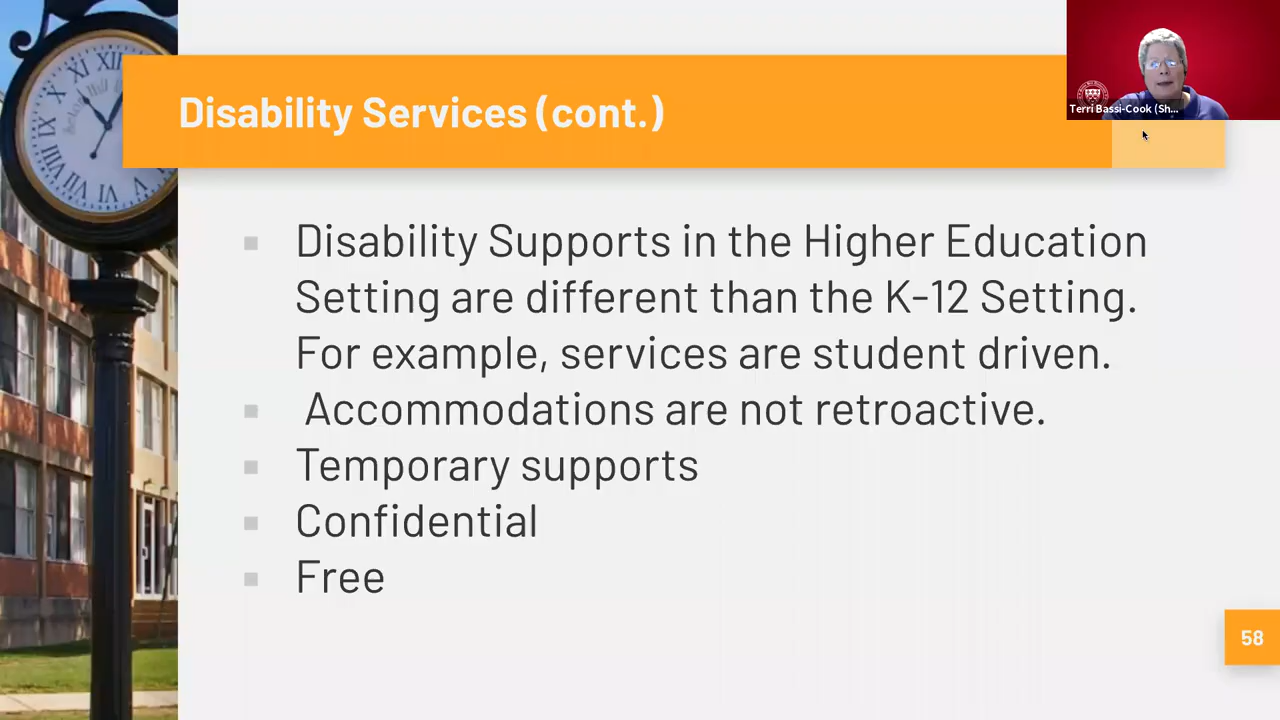 Disability Services (cont.)
Terri Bassi-Cook (Sh...
Disability Supports in the Higher Education
Setting are different than the K-12 Setting.
For example, services are student driven.
Accommodations are not retroactive.
Temporary supports
Confidential
Free
58